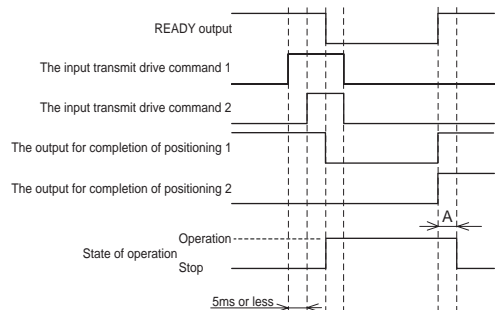 READY output
The input transmit drive command 1
The input transmit drive command 2
The output for completion of positioning 1
The output for completion of positioning 2
A
Operation
State of operation
Stop
5ms or less